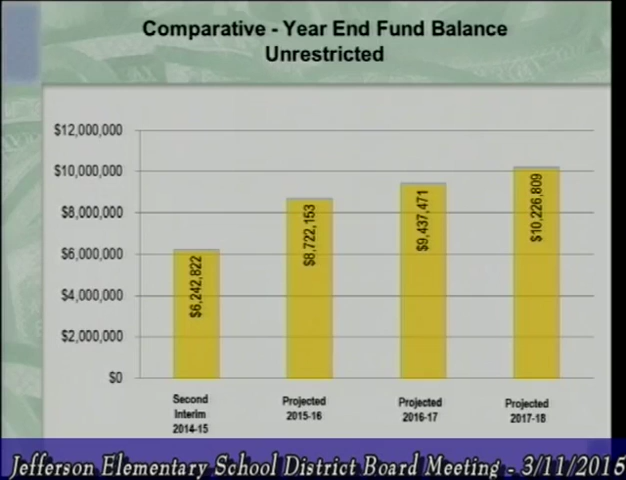 Comparative - Year End Fund Balance
Unrestricted
$12,000,000
$10,000,000
$8,000,000
$6,000,000
$4,000,000
$2,000,000
$0
$6,242,822
$8,722,153
$9,437,471
$10,226,809
Second
Interim
2014-15
Projected
2015-16
Projected
2016-17
Projected
2017-18
Jefferson Elementary School District Board Meeting - 3/11/2015